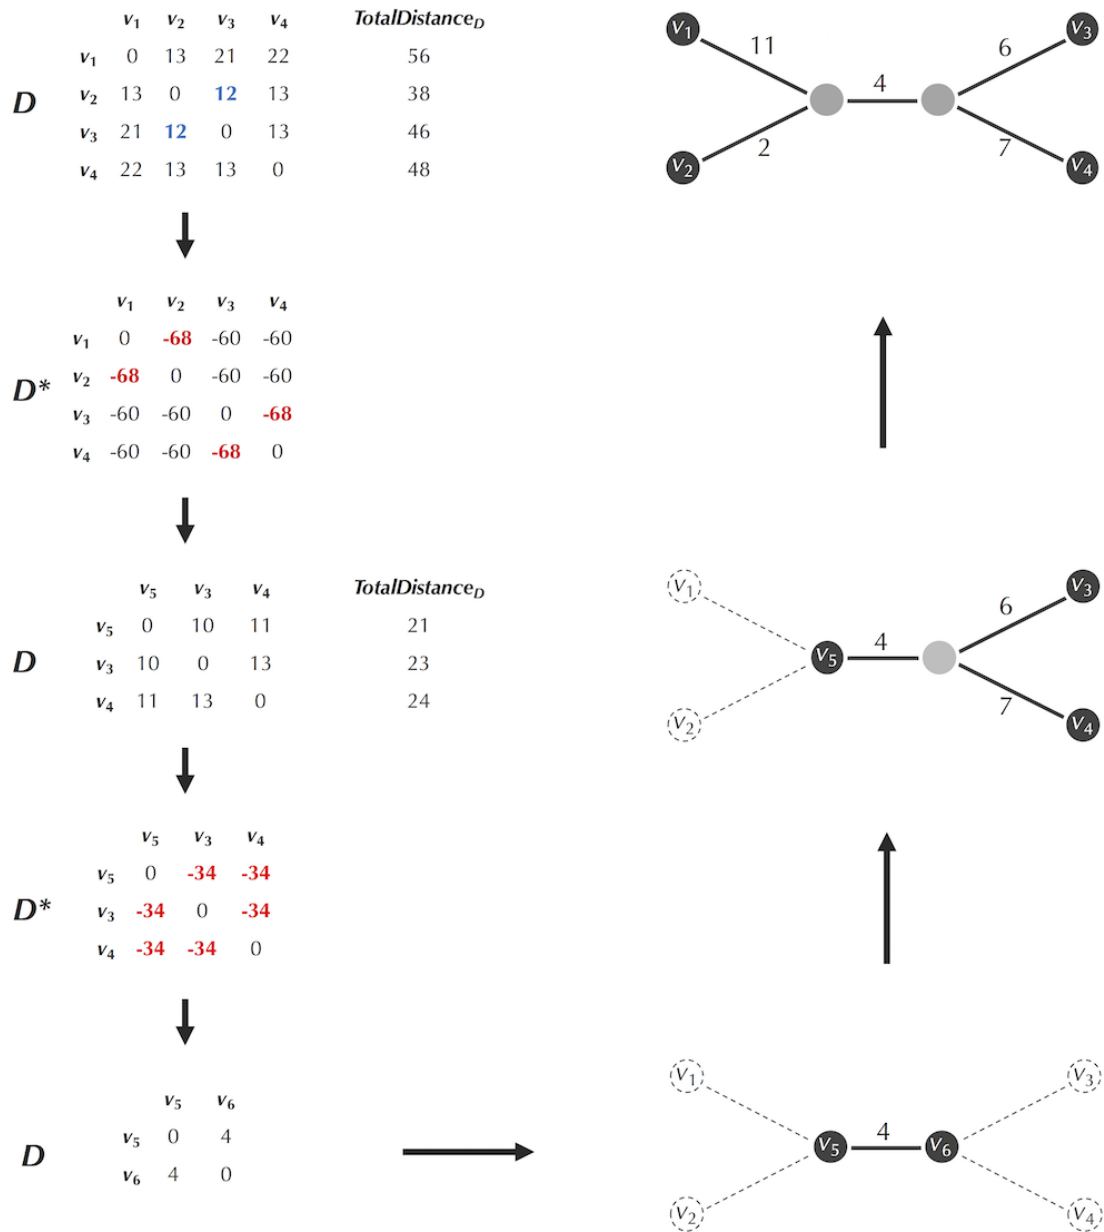 v1 v2 v3 v4 TotalDistanceD
v1 0 13 21 22 56
D
v2 13 0 12 13 38
v3 21 12 0 13 46
v4 22 13 13 0 48
v1 11 6 v3
4
v2 2 7 v4
v1 v2 v3 v4
v1 0 -68 -60 -60
D*
v2 -68 0 -60 -60
v3 -60 -60 0 -68
v4 -60 -60 -68 0
v5 v3 v4 TotalDistanceD
v5 0 10 11 21
D
v3 10 0 13 23
v4 11 13 0 24
v1 6 v3
v5 4
v2 7 v4
v5 v3 v4
v5 0 -34 -34
D*
v3 -34 0 -34
v4 -34 -34 0
v5 v6
v5 0 4
D
v6 4 0
v1 v3
v5 4 v6
v2 v4